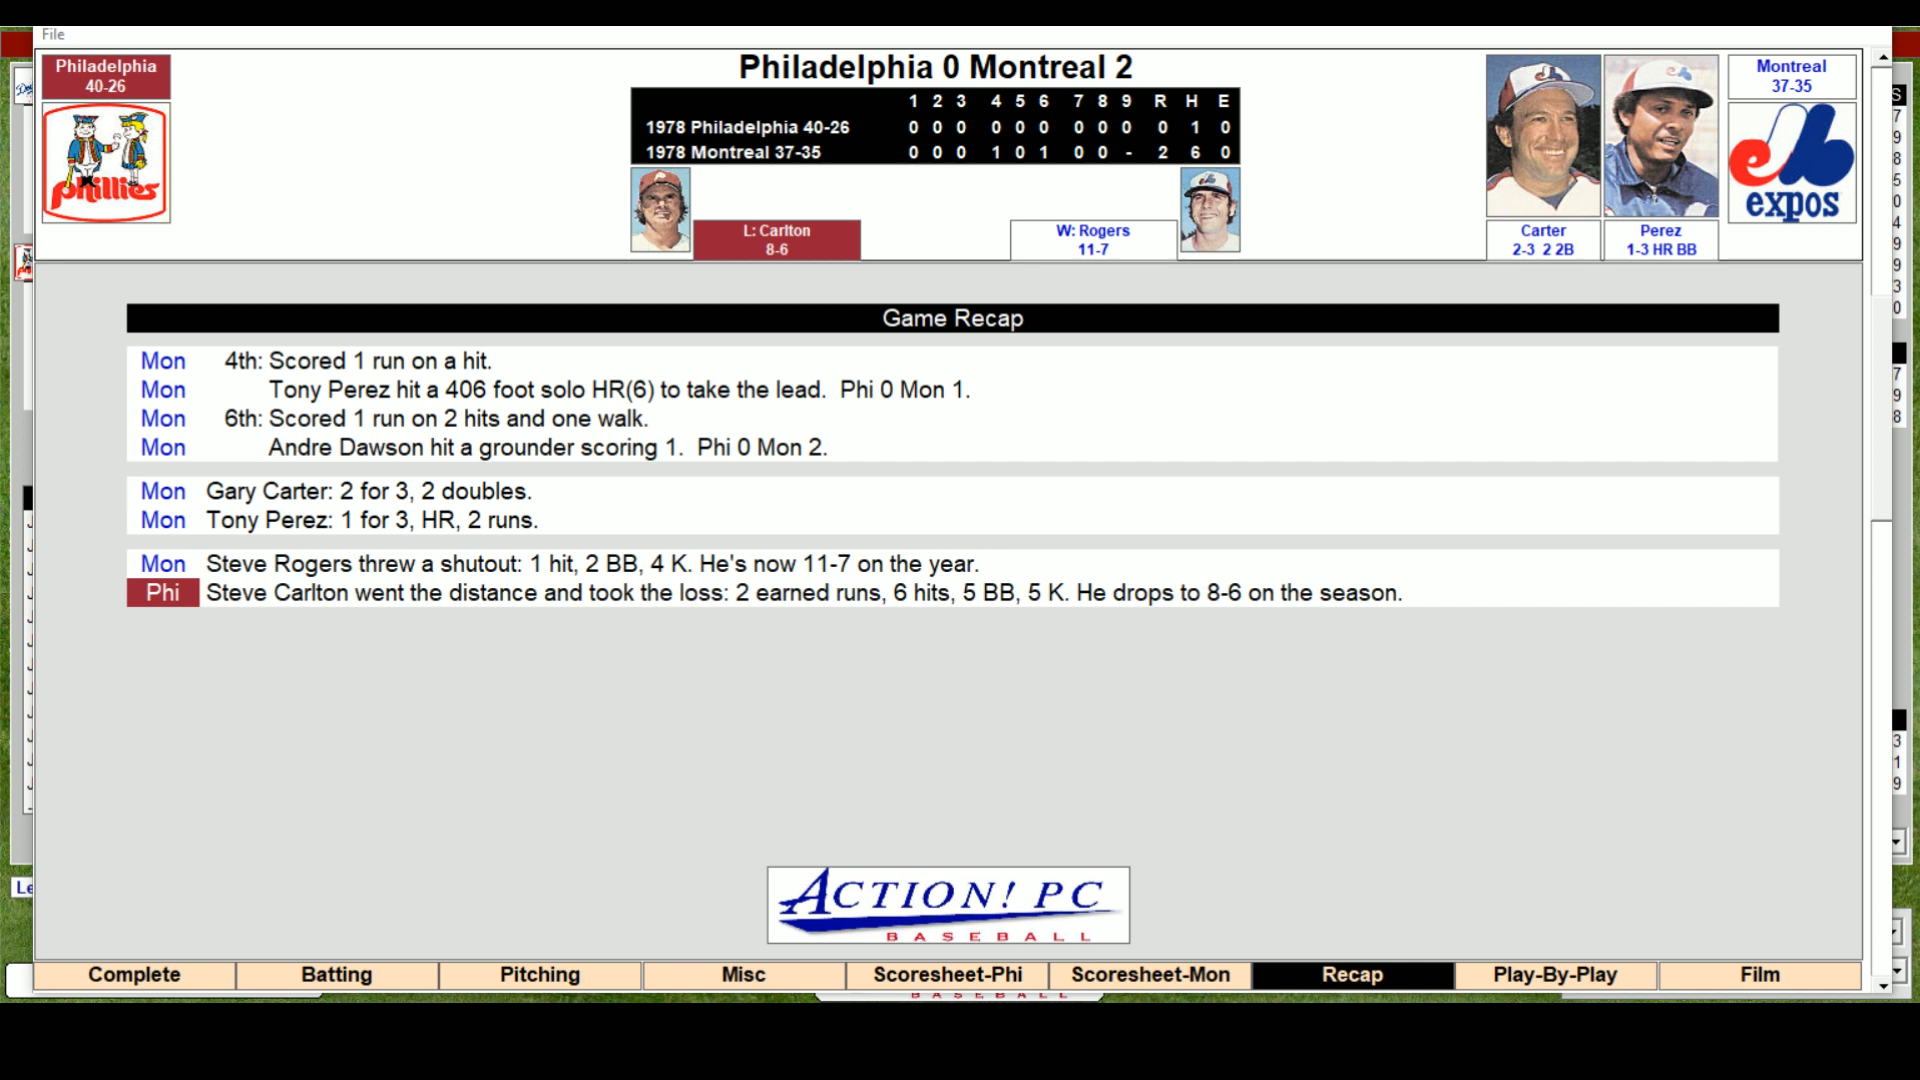 File
Philadelphia
40-26
phillies
Philadelphia 0 Montreal 2
1 2 3 4 5 6 7 8 9 R H E
1978 Philadelphia 40-26 0 0 0 0 0 0 0 0 0 0 1 0
1978 Montreal 37-35 0 0 0 1 0 1 0 0 - 2 6 0
L: Carlton
8-6
W: Rogers
11-7
Carter
2-3 2 2B
Perez
1-3 HR BB
Montreal
37-35
expos
Game Recap
Mon 4th: Scored 1 run on a hit.
Mon Tony Perez hit a 406 foot solo HR(6) to take the lead. Phi 0 Mon 1.
Mon 6th: Scored 1 run on 2 hits and one walk.
Mon Andre Dawson hit a grounder scoring 1. Phi 0 Mon 2.
Mon Gary Carter: 2 for 3, 2 doubles.
Mon Tony Perez: 1 for 3, HR, 2 runs.
Mon Steve Rogers threw a shutout: 1 hit, 2 BB, 4 K. He's now 11-7 on the year.
Phi Steve Carlton went the distance and took the loss: 2 earned runs, 6 hits, 5 BB, 5 K. He drops to 8-6 on the season.
ACTION! PC
BASEBALL
Complete Batting Pitching Misc Scoresheet-Phi Scoresheet-Mon Recap Play-By-Play Film